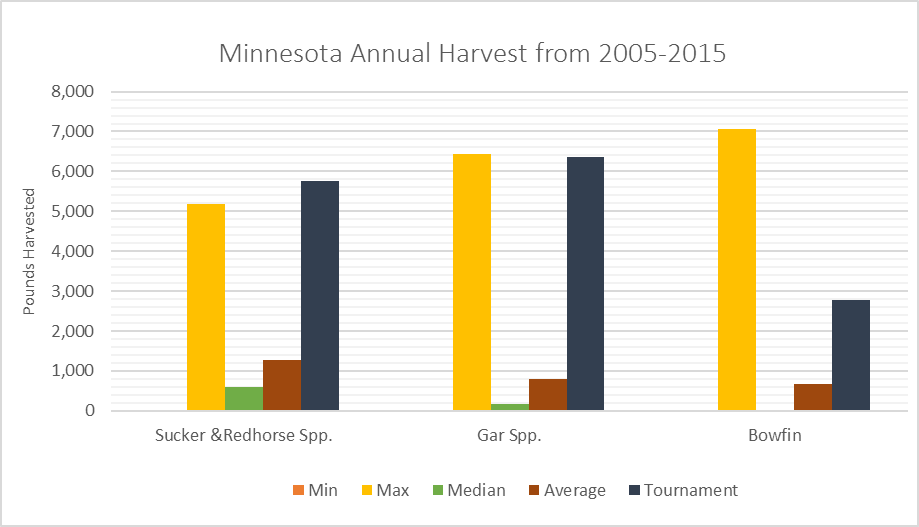 Minnesota Annual Harvest from 2005-2015
8,000
7,000
6,000
5,000
4,000
3,000
2,000
1,000
0
Pounds Harvested
Sucker &Redhorse Spp.
Gar Spp.
Bowfin
Min Max Median Average Tournament